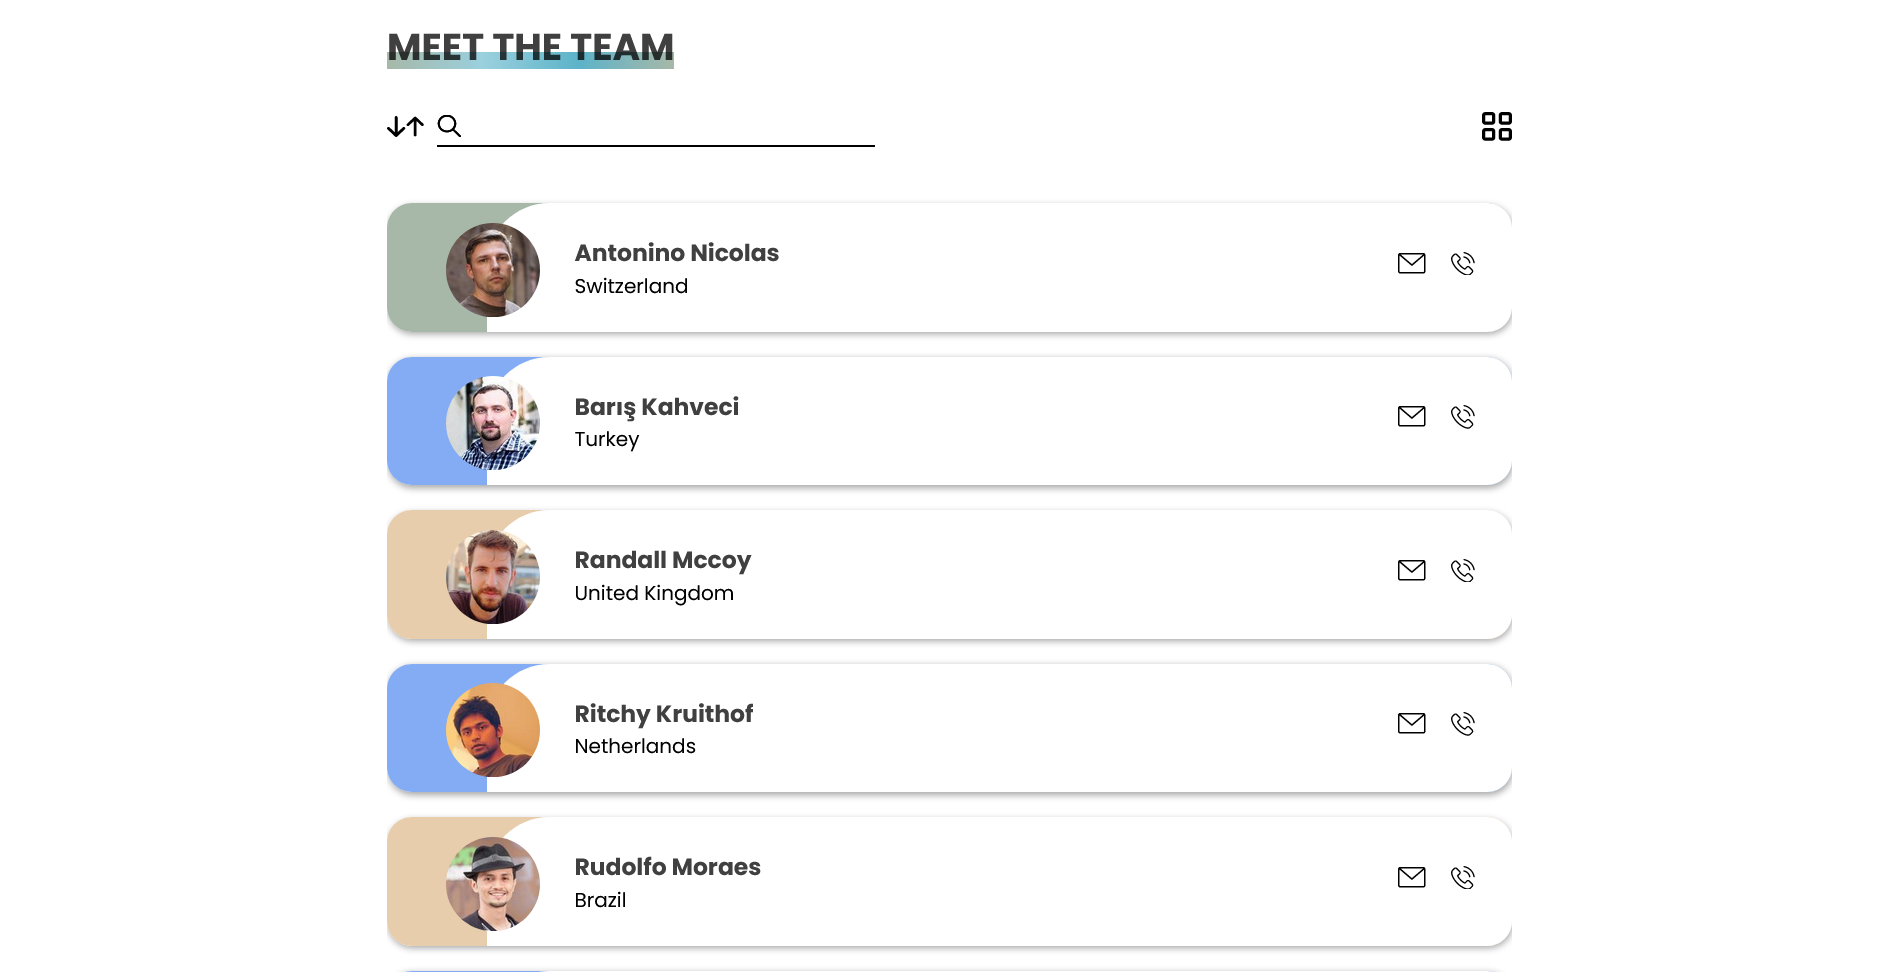 MEET THE TEAM
Antonino Nicolas
Switzerland
Barış Kahveci
Turkey
Randall Mccoy
United Kingdom
Ritchy Kruithof
Netherlands
Rudolfo Moraes
Brazil